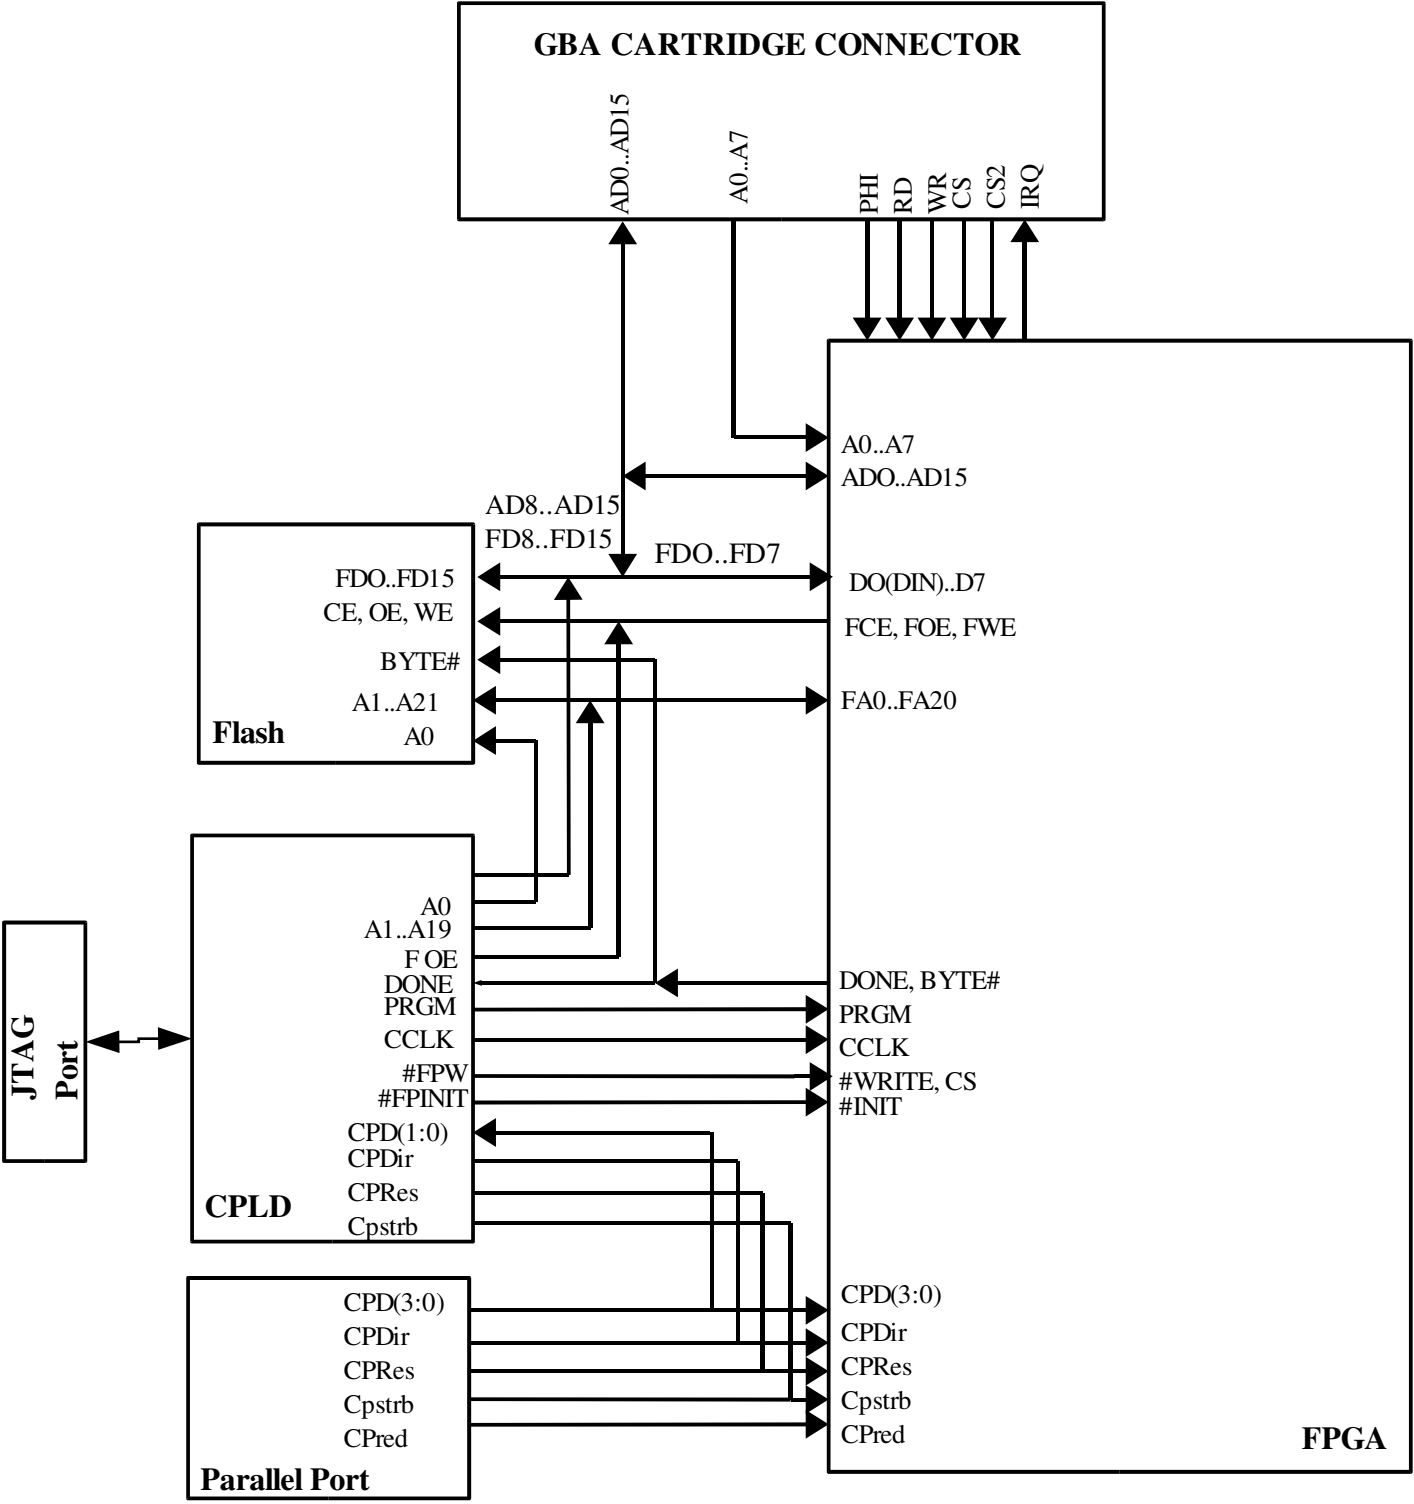 GBA CARTRIDGE CONNECTOR
AD0..AD15
A0..A7
PHI
RD
WR
CS
CS2
IRQ
A0..A7
ADO..AD15
AD8..AD15
FD8..FD15
FDO..FD7
FDO..FD15
CE, OE, WE
BYTE#
A1..A21
A0
Flash
DO(DIN)..D7
FCE, FOE, FWE
FA0..FA20
A0
A1..A19
F OE
DONE
PRGM
CCLK
#FPW
#FPINIT
CPD(1:0)
CPDir
CPRes
Cpstrb
CPLD
JTAG
Port
DONE, BYTE#
PRGM
CCLK
#WRITE, CS
#INIT
CPD(3:0)
CPDir
CPRes
Cpstrb
CPred
Parallel Port
CPD(3:0)
CPDir
CPRes
Cpstrb
CPred
FPGA